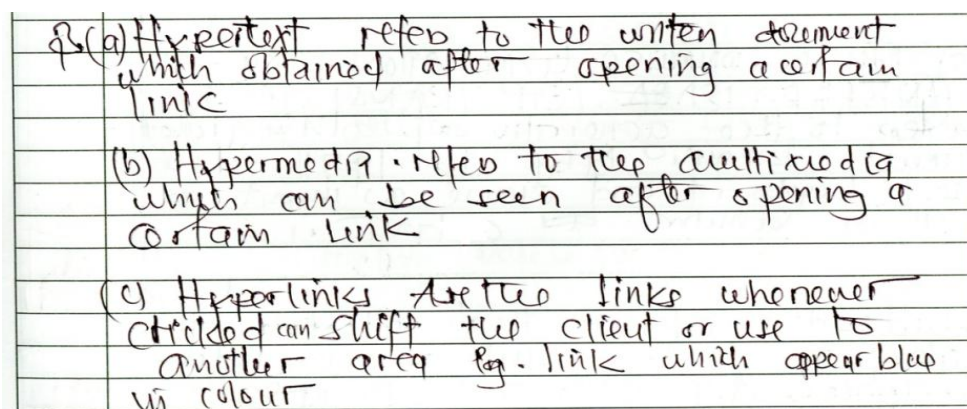 (a) Hypertext refers to the written document
which obtained after opening a certain
link
(b) Hypermedia. refers to the multimedia
which can be seen after opening a
certain link
(c) Hyperlinks Are the links whenever
clicked can shift the client or use to
another area eg. link which appear blue
in colour